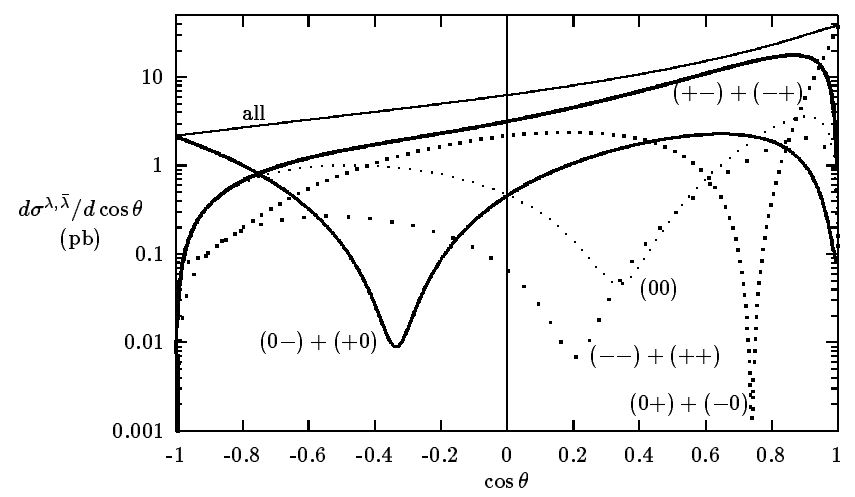 10
all
(+−) + (−+)
1
dσ^{λ,λ̄}/d cos θ
(pb)
0.1
(00)
0.01
(0−) + (+0)
(−−) + (++)
(0+) + (−0)
0.001
-1 -0.8 -0.6 -0.4 -0.2 0 0.2 0.4 0.6 0.8 1
cos θ